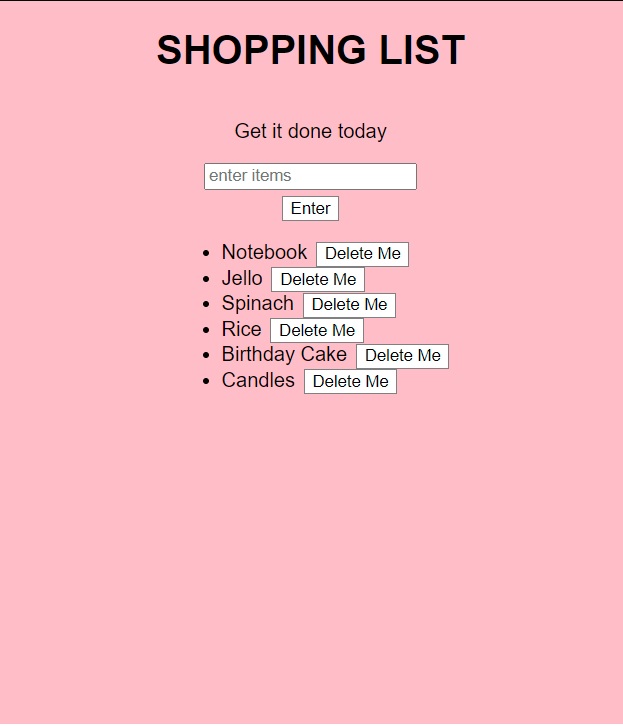 SHOPPING LIST
Get it done today
enter items
Enter
Notebook Delete Me
Jello Delete Me
Spinach Delete Me
Rice Delete Me
Birthday Cake Delete Me
Candles Delete Me